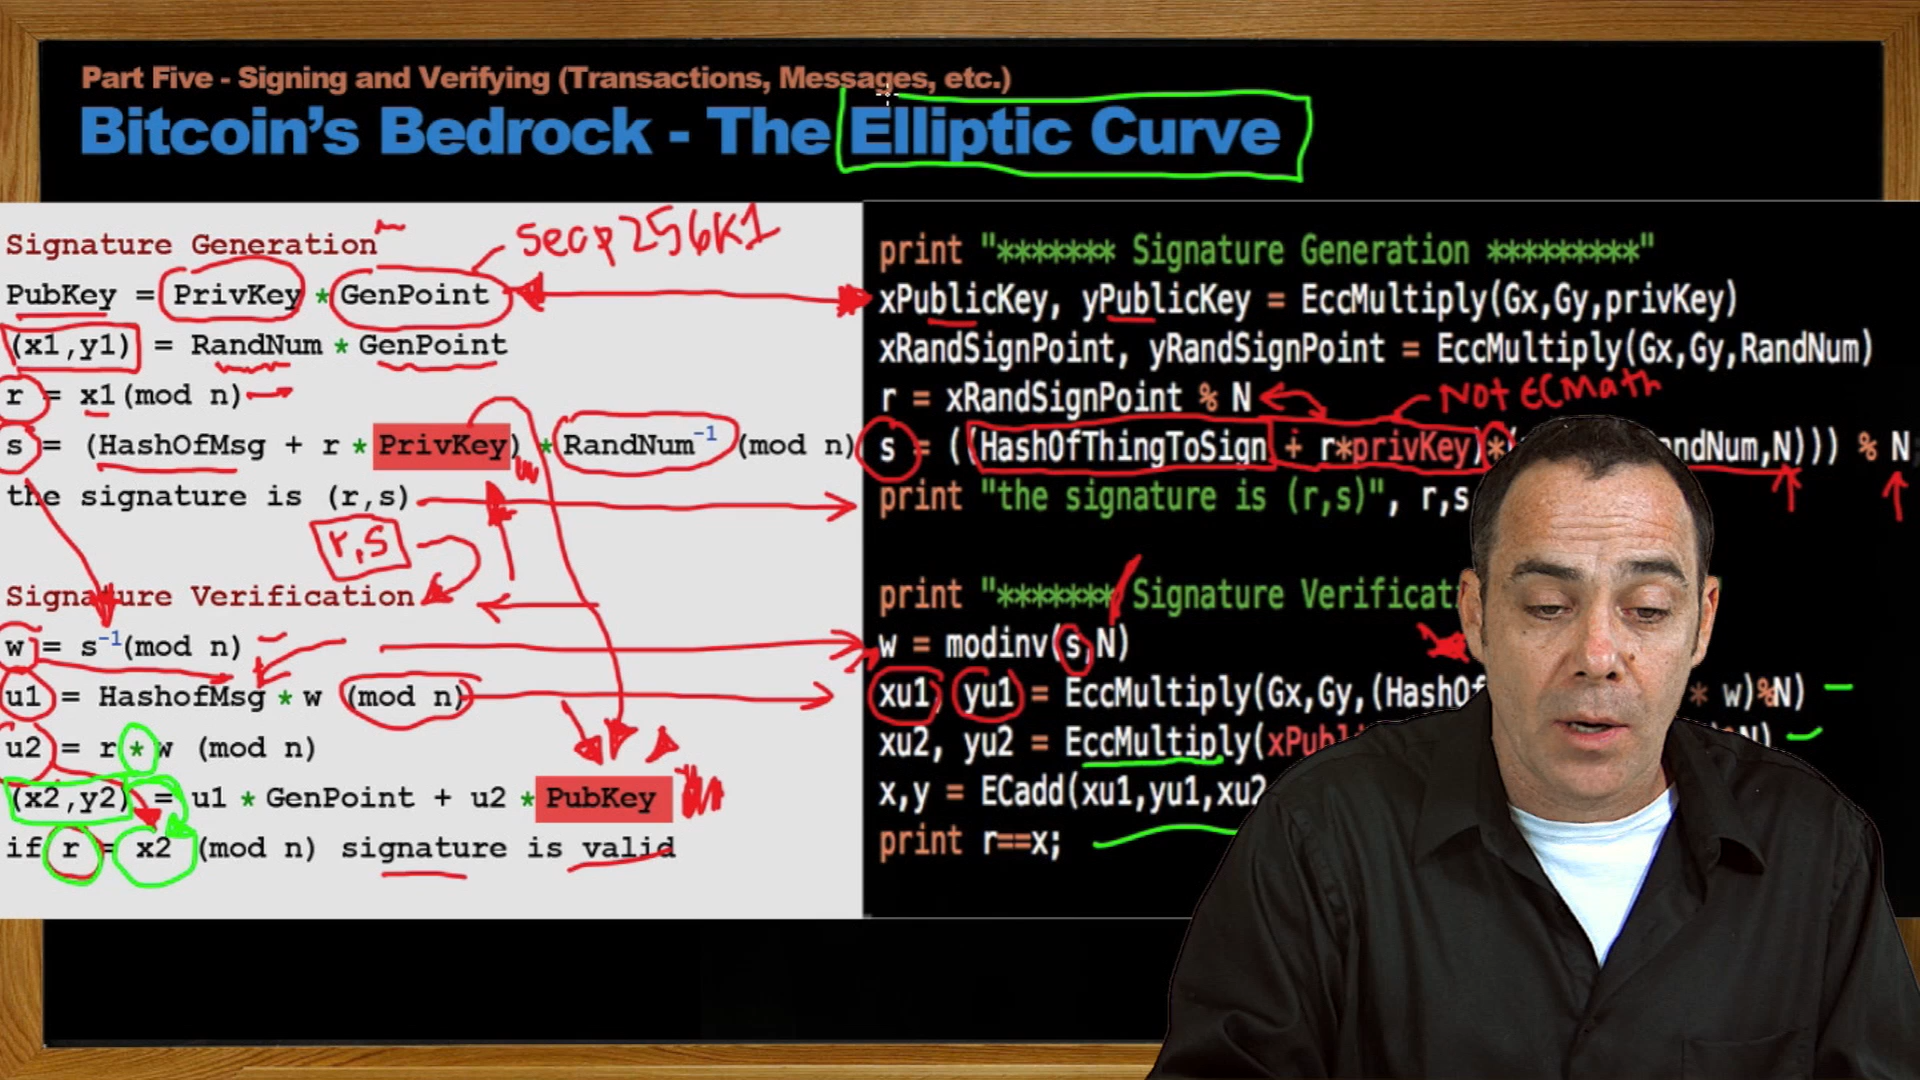 Part Five - Signing and Verifying (Transactions, Messages, etc.)
Bitcoin's Bedrock - The Elliptic Curve
Signature Generation
secp256K1
PubKey = PrivKey * GenPoint
(x1,y1) = RandNum * GenPoint
r = x1(mod n)
s = (HashOfMsg + r * PrivKey) * RandNum⁻¹ (mod n)
the signature is (r,s)
r,s
Signature Verification
w = s⁻¹(mod n)
u1 = HashofMsg * w (mod n)
u2 = r * w (mod n)
(x2,y2) = u1 * GenPoint + u2 * PubKey
if r = x2 (mod n) signature is valid
print "******* Signature Generation *********"
xPublicKey, yPublicKey = EccMultiply(Gx,Gy,privKey)
xRandSignPoint, yRandSignPoint = EccMultiply(Gx,Gy,RandNum)
r = xRandSignPoint % N
Not ECMath
s = ((HashOfThingToSign + r*privKey)*( ndNum,N))) % N
print "the signature is (r,s)", r,s
print "******* Signature
w = modinv(s,N)
xu1, yu1 = EccMultiply(Gx,Gy, * w)%N)
xu2, yu2 =
x,y = ECadd(xu1,yu1,xu2
print r==x;